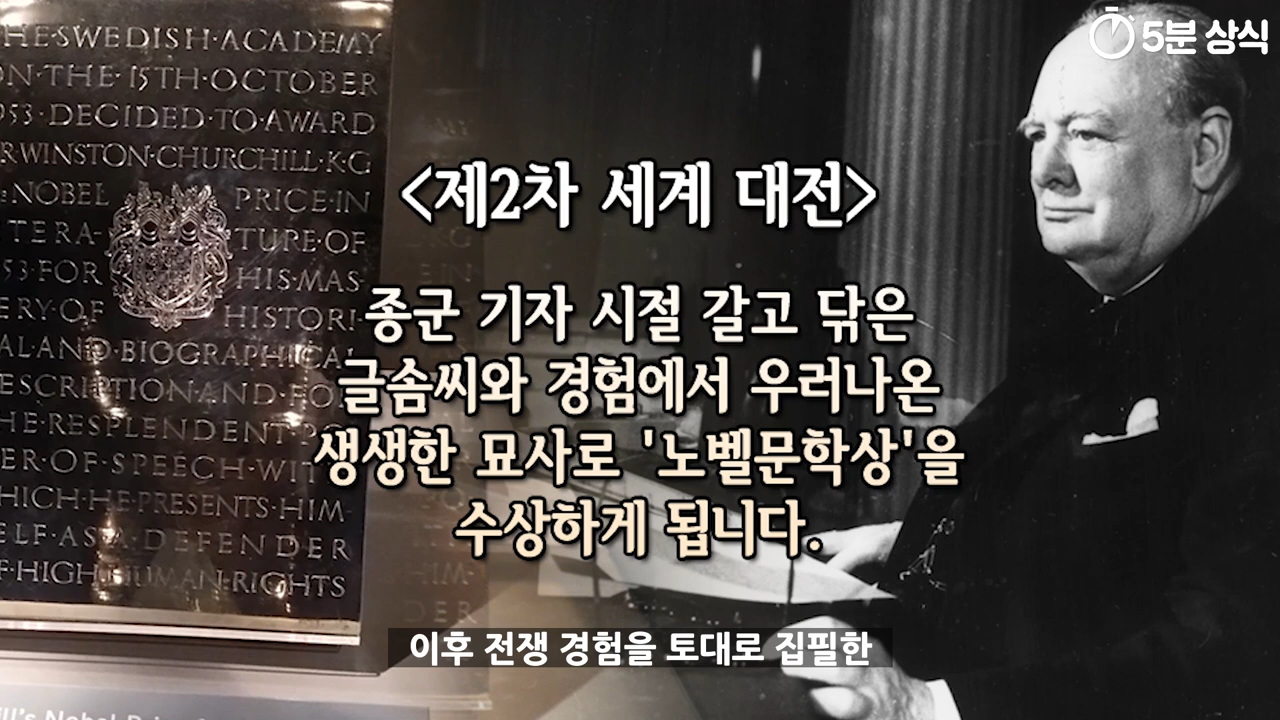 HE·SWEDISH·ACADEMY
ON·THE·15TH·OCTOBER
953·DECIDED·TO·AWARD
R·WINSTON·CHURCHILL·K·G
NOBEL PRICE·IN
TERA- TURE·OF
53·FOR HIS·MAS-
ERY·OF HISTORI-
AL·AND·BIOGRAPHICAL
ESCRIPTION·AND·FO
HE·RESPLENDENT·PO
ER·OF·SPEECH·WIT
HICH·HE·PRESENTS·HIM
ELF·AS·A·DEFENDER
F·HIGH·HUMAN·RIGHTS
5분 상식
<제2차 세계 대전>
종군 기자 시절 갈고 닦은
글솜씨와 경험에서 우러나온
생생한 묘사로 '노벨문학상'을
수상하게 됩니다.
이후 전쟁 경험을 토대로 집필한